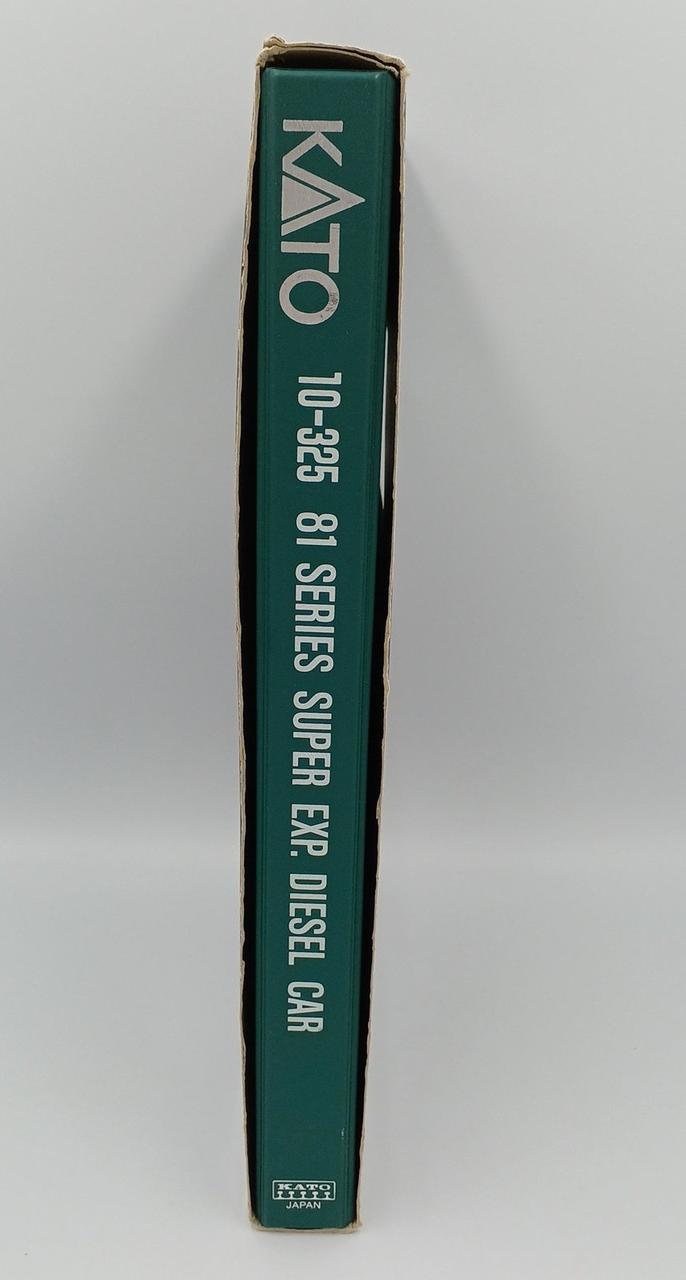 KATO 10-325 81 SERIES SUPER EXP. DIESEL CAR
KATO
JAPAN